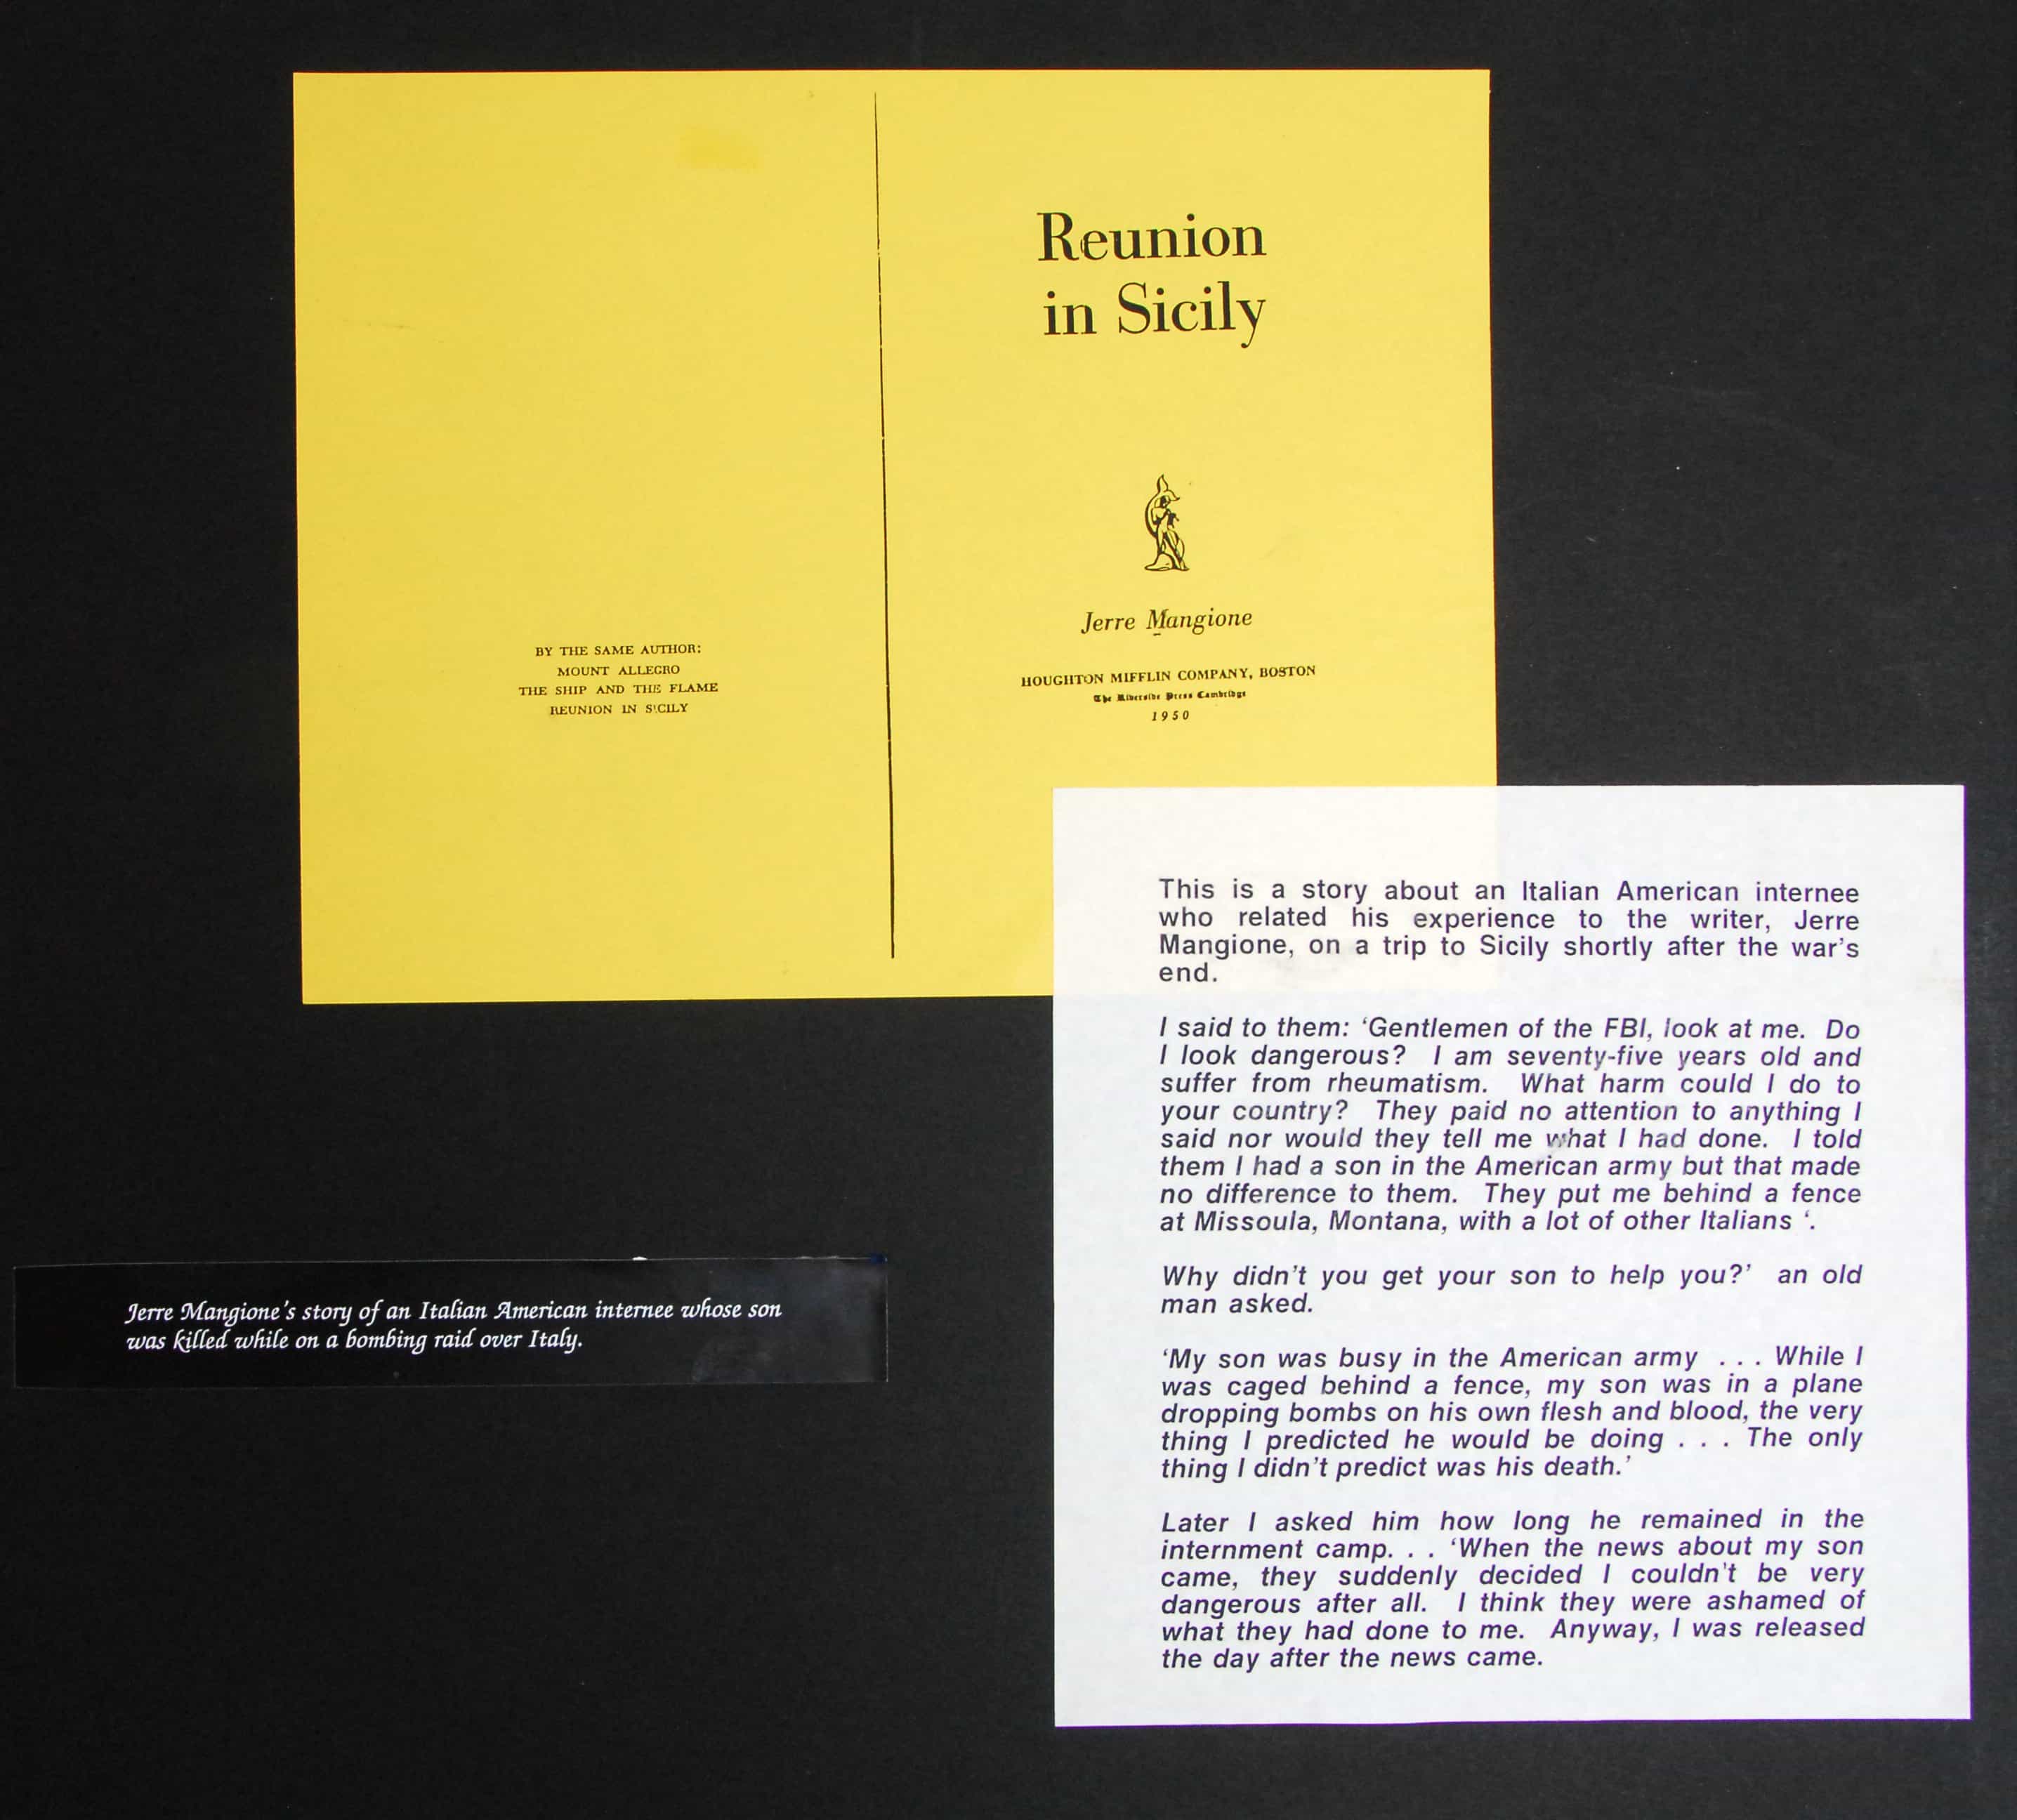 Reunion
in Sicily
Jerre Mangione
HOUGHTON MIFFLIN COMPANY, BOSTON
The Riverside Press Cambridge
1950
BY THE SAME AUTHOR:
MOUNT ALLEGRO
THE SHIP AND THE FLAME
REUNION IN SICILY
This is a story about an Italian American internee
who related his experience to the writer, Jerre
Mangione, on a trip to Sicily shortly after the war's
end.
I said to them: ‘Gentlemen of the FBI, look at me. Do
I look dangerous? I am seventy-five years old and
suffer from rheumatism. What harm could I do to
your country? They paid no attention to anything I
said nor would they tell me what I had done. I told
them I had a son in the American army but that made
no difference to them. They put me behind a fence
at Missoula, Montana, with a lot of other Italians ‘.
Why didn't you get your son to help you?’ an old
man asked.
‘My son was busy in the American army . . . While I
was caged behind a fence, my son was in a plane
dropping bombs on his own flesh and blood, the very
thing I predicted he would be doing . . . The only
thing I didn't predict was his death.’
Later I asked him how long he remained in the
internment camp. . . ‘When the news about my son
came, they suddenly decided I couldn't be very
dangerous after all. I think they were ashamed of
what they had done to me. Anyway, I was released
the day after the news came.
Jerre Mangione's story of an Italian American internee whose son
was killed while on a bombing raid over Italy.